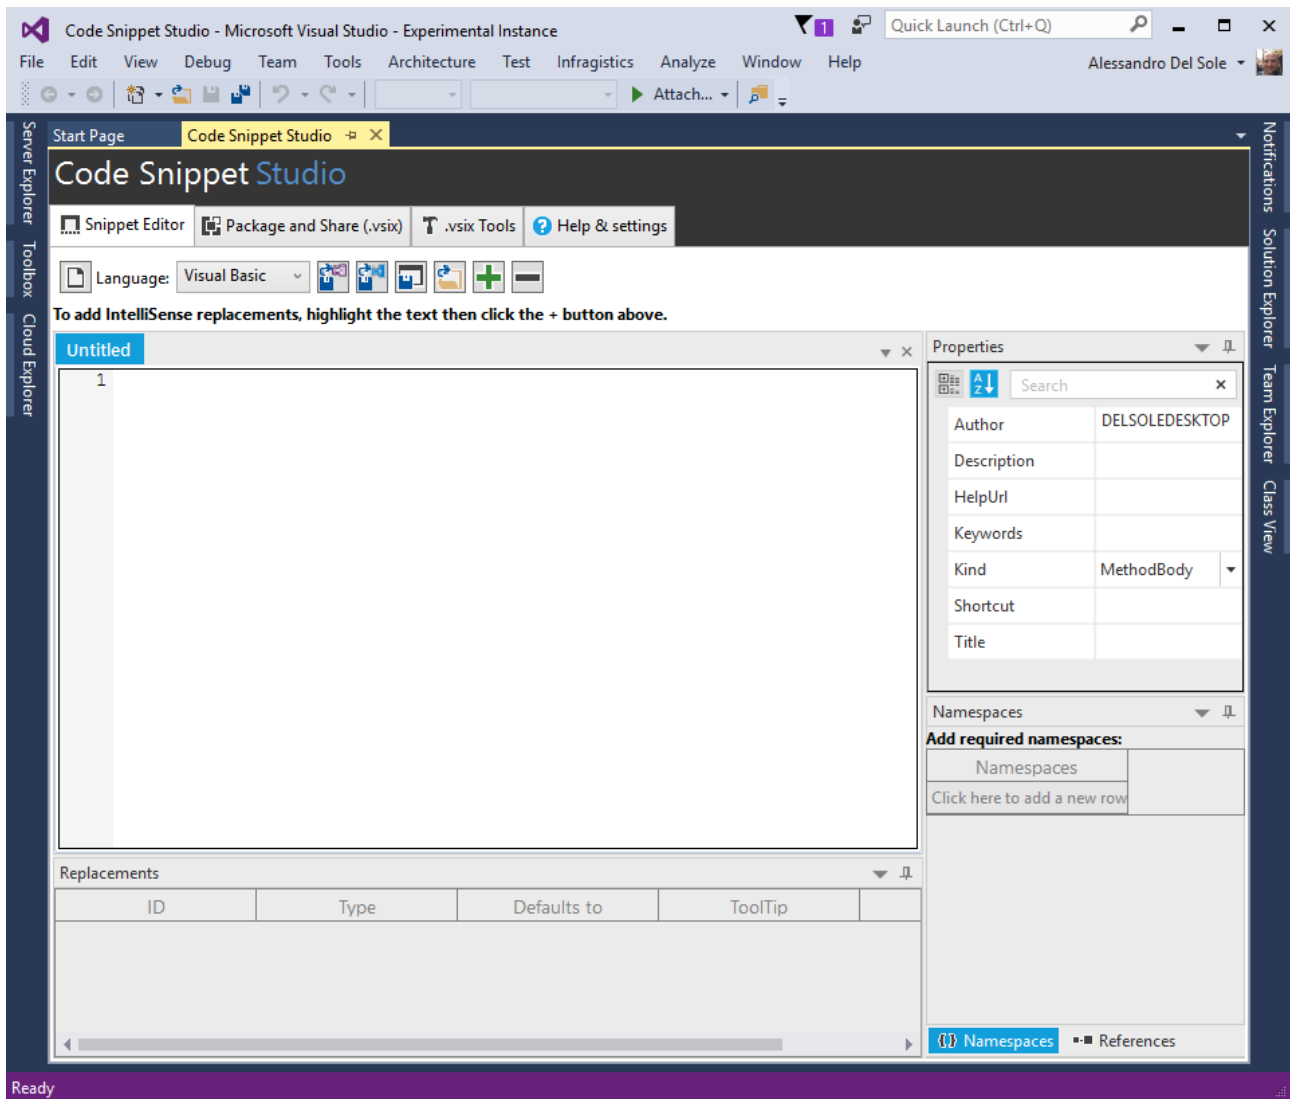 Code Snippet Studio - Microsoft Visual Studio - Experimental Instance
1
Quick Launch (Ctrl+Q)
File Edit View Debug Team Tools Architecture Test Infragistics Analyze Window Help
Alessandro Del Sole
Attach...
Server Explorer
Toolbox
Cloud Explorer
Start Page
Code Snippet Studio
Code Snippet Studio
Snippet Editor
Package and Share (.vsix)
.vsix Tools
Help & settings
Language: Visual Basic
To add IntelliSense replacements, highlight the text then click the + button above.
Untitled
1
Properties
Search
Author DELSOLEDESKTOP
Description
HelpUrl
Keywords
Kind MethodBody
Shortcut
Title
Namespaces
Add required namespaces:
Namespaces
Click here to add a new row
Replacements
ID Type Defaults to ToolTip
Namespaces
References
Notifications
Solution Explorer
Team Explorer
Class View
Ready